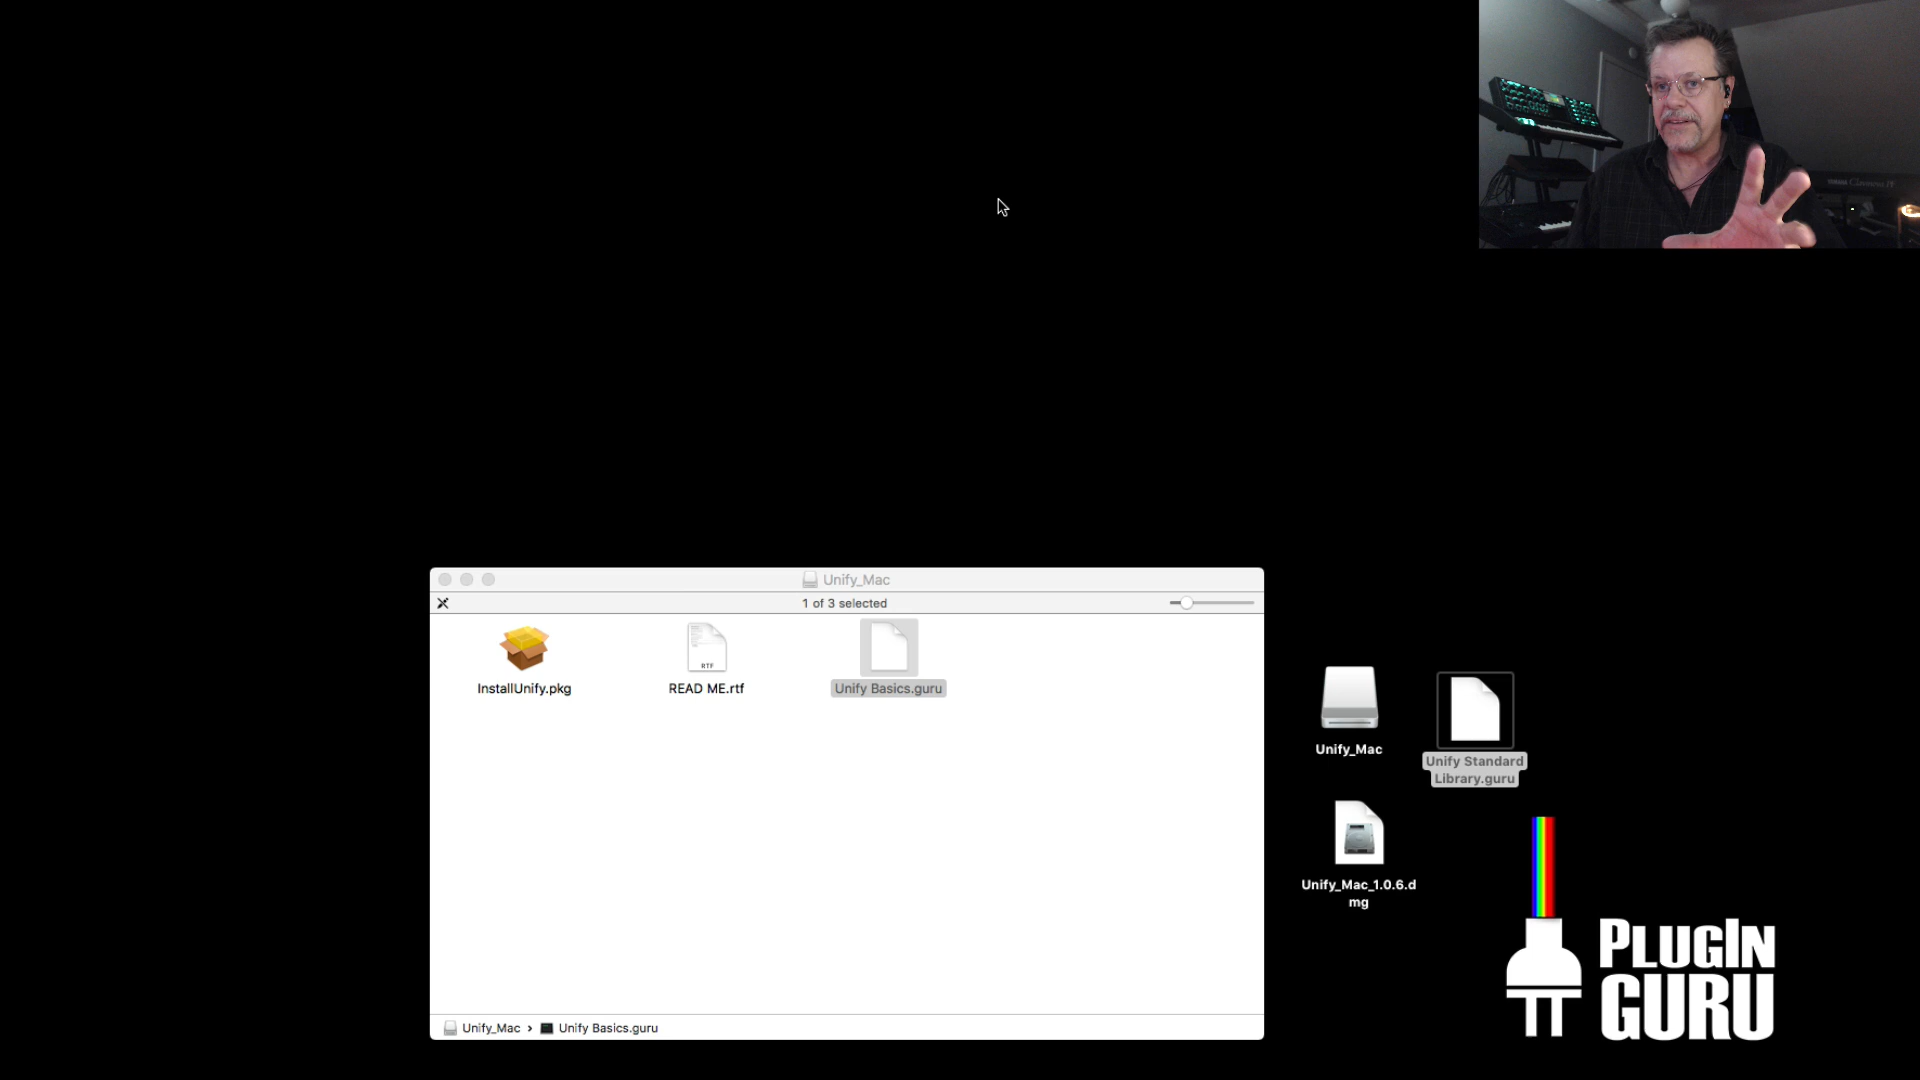 Unify_Mac
1 of 3 selected
RTF
InstallUnify.pkg
READ ME.rtf
Unify Basics.guru
Unify_Mac
Unify Standard
Library.guru
Unify_Mac_1.0.6.d
mg
PLUGIN
GURU
Unify_Mac › Unify Basics.guru